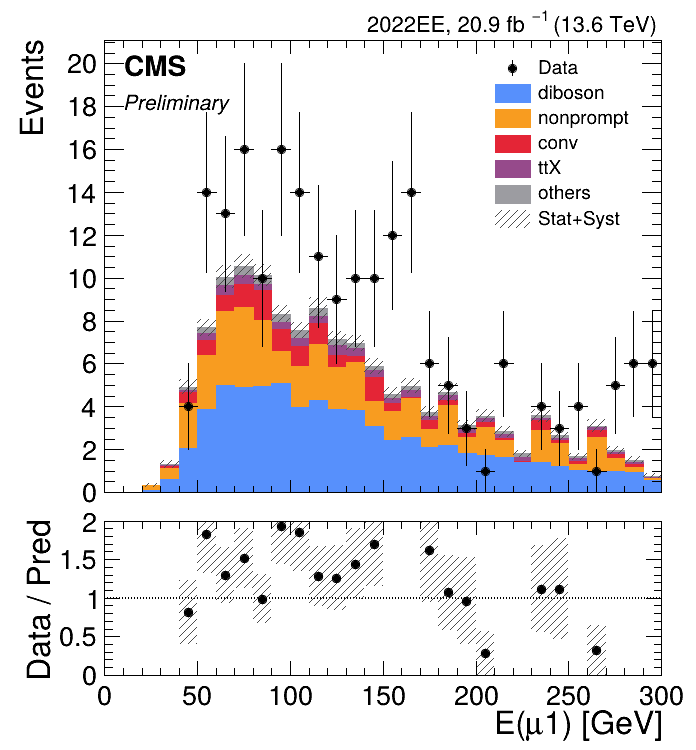 2022EE, 20.9 fb⁻¹ (13.6 TeV)
Events
20
18
16
14
12
10
8
6
4
2
0
CMS
Preliminary
Data
diboson
nonprompt
conv
ttX
others
Stat+Syst
Data / Pred
2
1.5
1
0.5
0
0 50 100 150 200 250 300
E(μ1) [GeV]